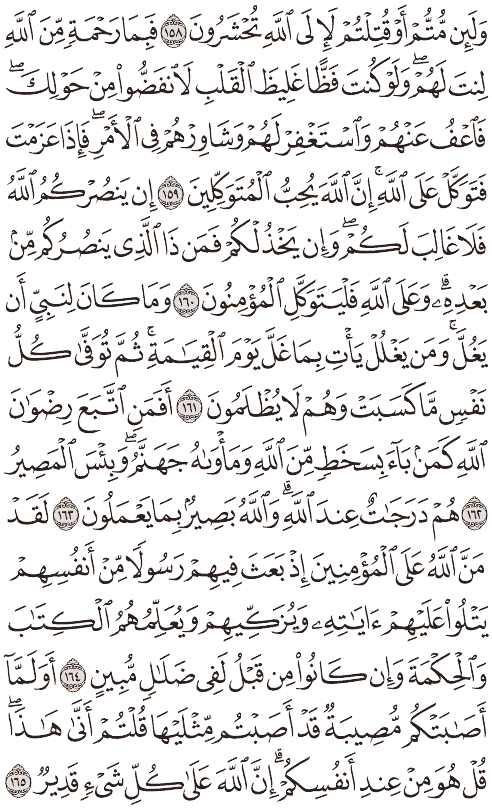 وَلَئِن مُّتُّمْ أَوْ قُتِلْتُمْ لَإِلَى ٱللَّهِ تُحْشَرُونَ ١٥٨ فَبِمَا رَحْمَةٍ مِّنَ ٱللَّهِ
لِنتَ لَهُمْۖ وَلَوْ كُنتَ فَظًّا غَلِيظَ ٱلْقَلْبِ لَٱنفَضُّوا۟ مِنْ حَوْلِكَۖ
فَٱعْفُ عَنْهُمْ وَٱسْتَغْفِرْ لَهُمْ وَشَاوِرْهُمْ فِى ٱلْأَمْرِۖ فَإِذَا عَزَمْتَ
فَتَوَكَّلْ عَلَى ٱللَّهِۚ إِنَّ ٱللَّهَ يُحِبُّ ٱلْمُتَوَكِّلِينَ ١٥٩ إِن يَنصُرْكُمُ ٱللَّهُ
فَلَا غَالِبَ لَكُمْۖ وَإِن يَخْذُلْكُمْ فَمَن ذَا ٱلَّذِى يَنصُرُكُم مِّنۢ
بَعْدِهِۦۗ وَعَلَى ٱللَّهِ فَلْيَتَوَكَّلِ ٱلْمُؤْمِنُونَ ١٦٠ وَمَا كَانَ لِنَبِىٍّ أَن
يَغُلَّۚ وَمَن يَغْلُلْ يَأْتِ بِمَا غَلَّ يَوْمَ ٱلْقِيَٰمَةِۚ ثُمَّ تُوَفَّىٰ كُلُّ
نَفْسٍ مَّا كَسَبَتْ وَهُمْ لَا يُظْلَمُونَ ١٦١ أَفَمَنِ ٱتَّبَعَ رِضْوَٰنَ
ٱللَّهِ كَمَنۢ بَآءَ بِسَخَطٍ مِّنَ ٱللَّهِ وَمَأْوَىٰهُ جَهَنَّمُۚ وَبِئْسَ ٱلْمَصِيرُ
١٦٢ هُمْ دَرَجَٰتٌ عِندَ ٱللَّهِۗ وَٱللَّهُ بَصِيرٌۢ بِمَا يَعْمَلُونَ ١٦٣ لَقَدْ
مَنَّ ٱللَّهُ عَلَى ٱلْمُؤْمِنِينَ إِذْ بَعَثَ فِيهِمْ رَسُولًا مِّنْ أَنفُسِهِمْ
يَتْلُوا۟ عَلَيْهِمْ ءَايَٰتِهِۦ وَيُزَكِّيهِمْ وَيُعَلِّمُهُمُ ٱلْكِتَٰبَ
وَٱلْحِكْمَةَ وَإِن كَانُوا۟ مِن قَبْلُ لَفِى ضَلَٰلٍ مُّبِينٍ ١٦٤ أَوَلَمَّآ
أَصَٰبَتْكُم مُّصِيبَةٌ قَدْ أَصَبْتُم مِّثْلَيْهَا قُلْتُمْ أَنَّىٰ هَٰذَاۖ
قُلْ هُوَ مِنْ عِندِ أَنفُسِكُمْۗ إِنَّ ٱللَّهَ عَلَىٰ كُلِّ شَىْءٍ قَدِيرٌ ١٦٥